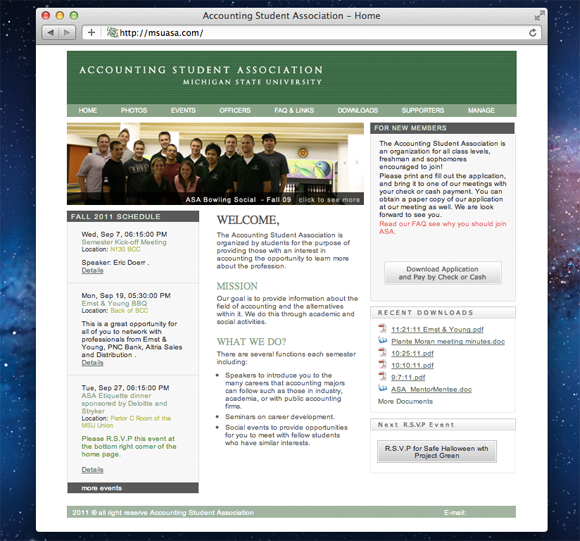 Accounting Student Association – Home
http://msuasa.com/
ACCOUNTING STUDENT ASSOCIATION
MICHIGAN STATE UNIVERSITY
HOME PHOTOS EVENTS OFFICERS FAQ & LINKS DOWNLOADS SUPPORTERS MANAGE
ASA Bowling Social - Fall 09 click to see more
FALL 2011 SCHEDULE
Wed, Sep 07, 06:15:00 PM
Semester Kick-off Meeting
Location: N130 BCC
Speaker: Eric Doerr .
Details
Mon, Sep 19, 05:30:00 PM
Ernst & Young BBQ
Location: Back of BCC
This is a great opportunity for
all of you to network with
professionals from Ernst &
Young, PNC Bank, Altria Sales
and Distribution .
Details
Tue, Sep 27, 06:15:00 PM
ASA Etiquette dinner
sponsored by Deloitte and
Stryker
Location: Parlor C Room of the
MSU Union
Please R.S.V.P this event at
the bottom right corner of the
home page.
Details
more events
WELCOME,
The Accounting Student Association is
organized by students for the purpose of
providing those with an interest in
accounting the opportunity to learn more
about the profession.
MISSION
Our goal is to provide information about the
field of accounting and the alternatives
within it. We do this through academic and
social activities.
WHAT WE DO?
There are several functions each semester
including:
Speakers to introduce you to the
many careers that accounting majors
can follow such as those in industry,
academia, or with public accounting
firms.
Seminars on career development.
Social events to provide opportunities
for you to meet with fellow students
who have similar interests.
FOR NEW MEMBERS
The Accounting Student Association is
an organization for all class levels,
freshman and sophomores
encouraged to join!
Please print and fill out the application,
and bring it to one of our meetings with
your check or cash payment. You can
obtain a paper copy of our application
at our meeting as well. We are look
forward to see you.
Read our FAQ see why you should join
ASA.
Download Application
and Pay by Check or Cash
RECENT DOWNLOADS
11:21:11 Ernst & Young.pdf
Plante Moran meeting minutes.doc
10:25:11.pdf
10:10:11.pdf
9:7:11.pdf
ASA_MentorMentee.doc
More Documents
Next R.S.V.P Event
R.S.V.P for Safe Halloween wth
Project Green
2011 © all right reserve Accounting Student Association E-mail: